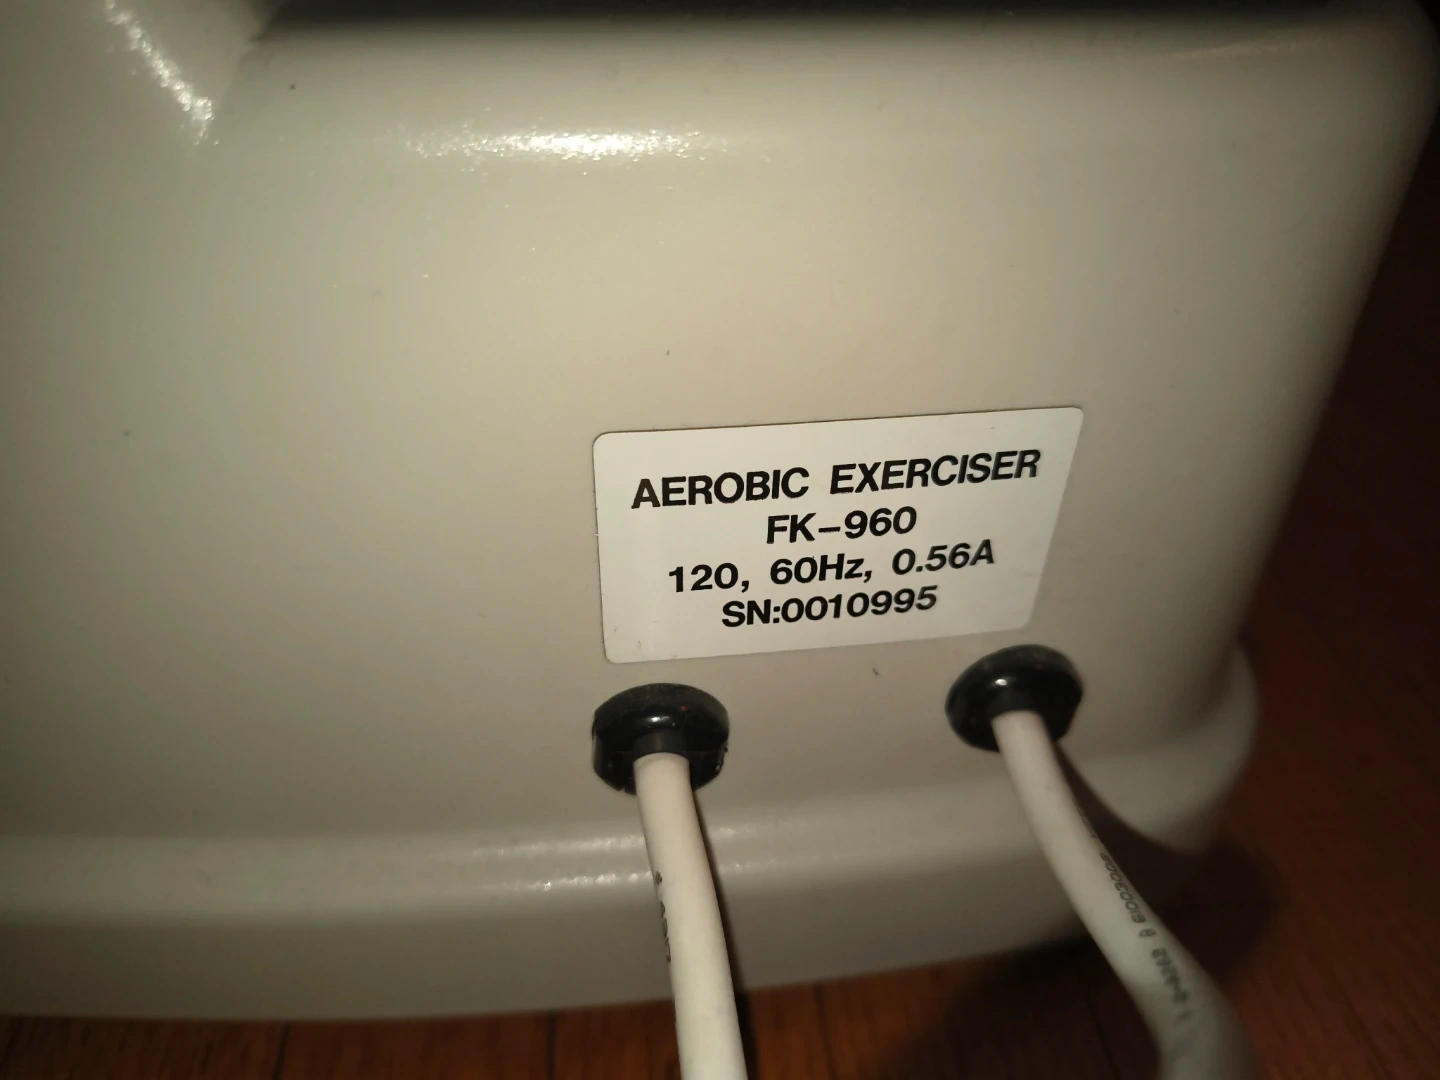 AEROBIC EXERCISER
FK-960
120, 60Hz, 0.56A
SN:0010995